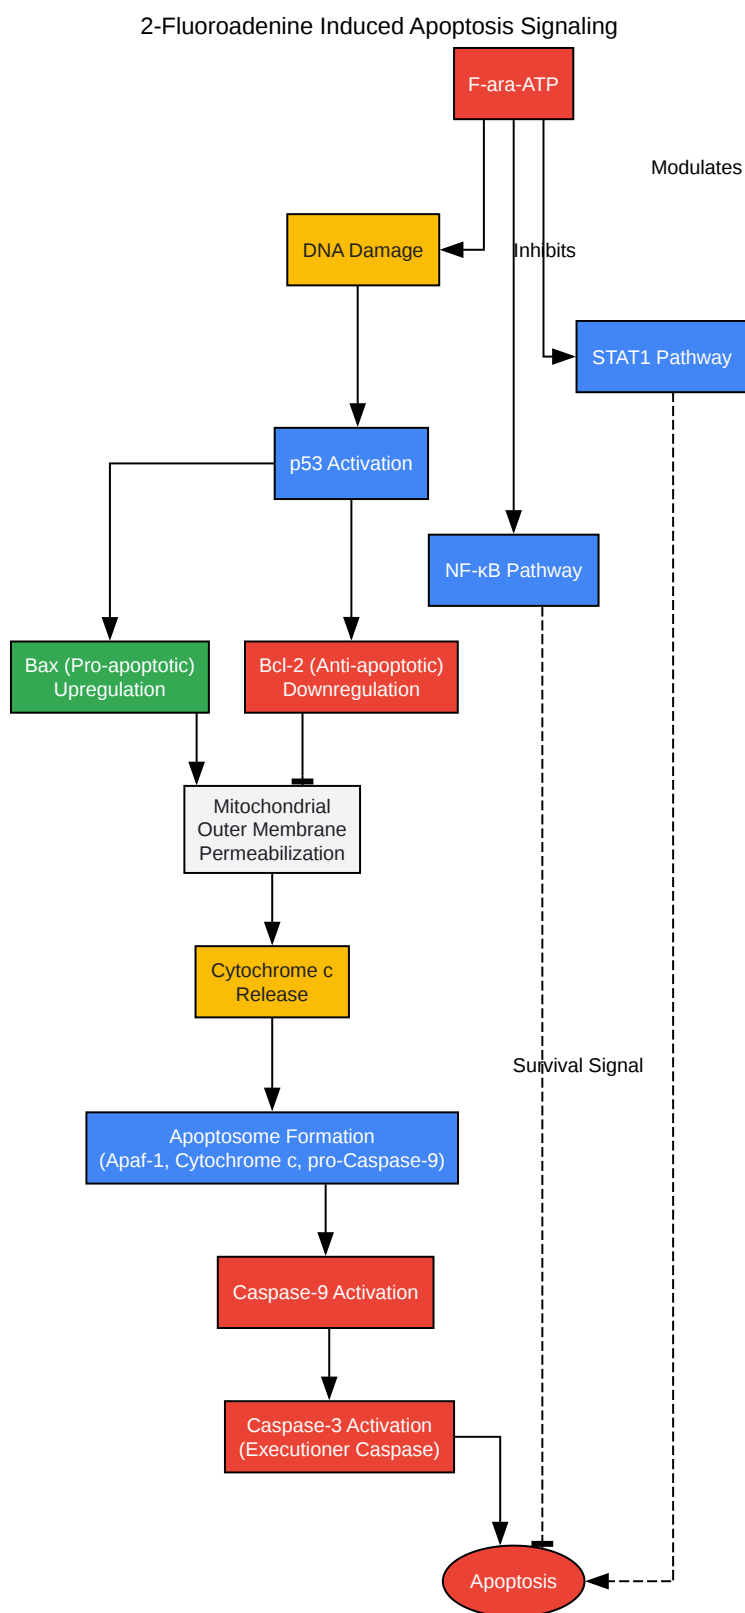 2-Fluoroadenine Induced Apoptosis Signaling
F-ara-ATP
Modulates
DNA Damage
Inhibits
STAT1 Pathway
p53 Activation
NF-κB Pathway
Bax (Pro-apoptotic)
Upregulation
Bcl-2 (Anti-apoptotic)
Downregulation
Mitochondrial
Outer Membrane
Permeabilization
Cytochrome c
Release
Survival Signal
Apoptosome Formation
(Apaf-1, Cytochrome c, pro-Caspase-9)
Caspase-9 Activation
Caspase-3 Activation
(Executioner Caspase)
Apoptosis